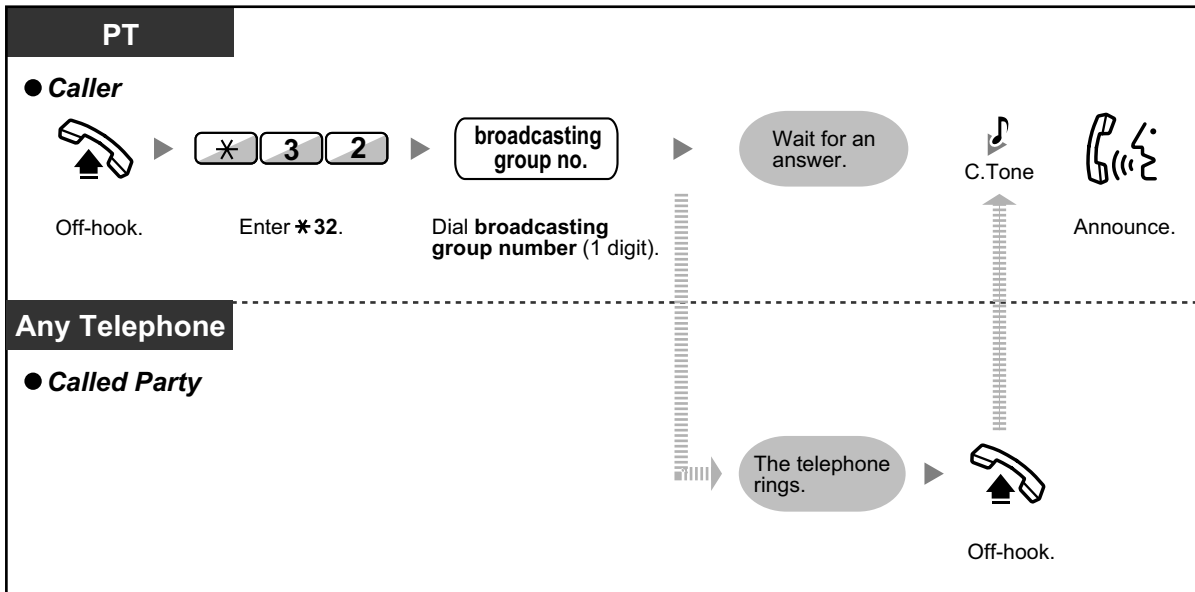 PT
● Caller
✳ 3 2
broadcasting
group no.
Wait for an
answer.
C.Tone
Off-hook.
Enter ✳32.
Dial broadcasting
group number (1 digit).
Announce.
Any Telephone
● Called Party
The telephone
rings.
Off-hook.